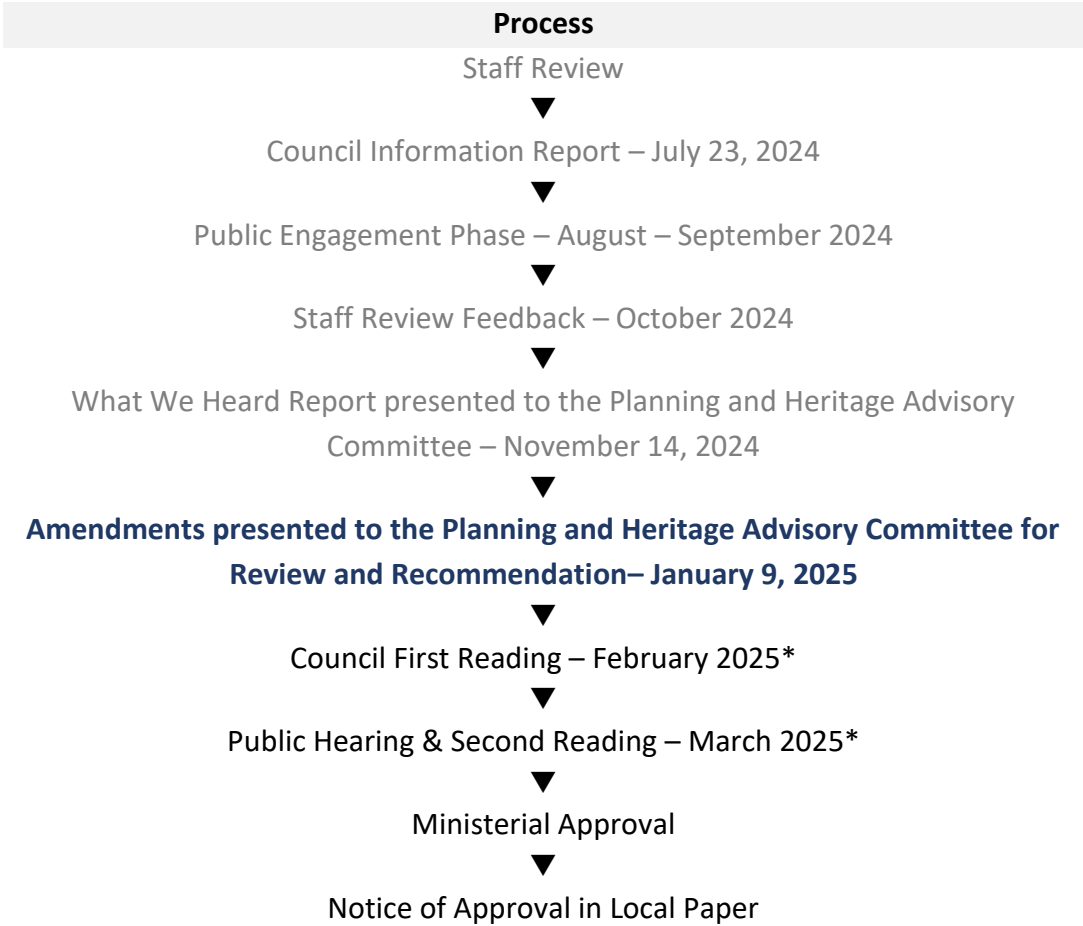 Process
Staff Review
Council Information Report – July 23, 2024
Public Engagement Phase – August – September 2024
Staff Review Feedback – October 2024
What We Heard Report presented to the Planning and Heritage Advisory
Committee – November 14, 2024
Amendments presented to the Planning and Heritage Advisory Committee for
Review and Recommendation– January 9, 2025
Council First Reading – February 2025*
Public Hearing & Second Reading – March 2025*
Ministerial Approval
Notice of Approval in Local Paper